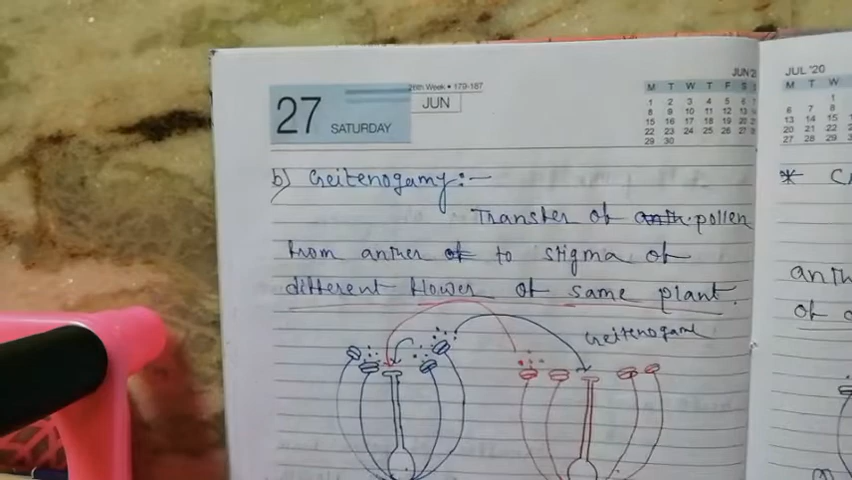 26th Week • 179-187
27 SATURDAY
JUN
M T W T F S
1 2 3 4 5 6
8 9 10 11 12 13
15 16 17 18 19 20
22 23 24 25 26 27
29 30
JUL '20
M T W
1
6 7 8
13 14 15
20 21 22
27 28 29
b) Geitenogamy:-
Transfer of anth. pollen
from anther of to stigma of
different flower of same plant.
Geitenogam
* C
anth
of